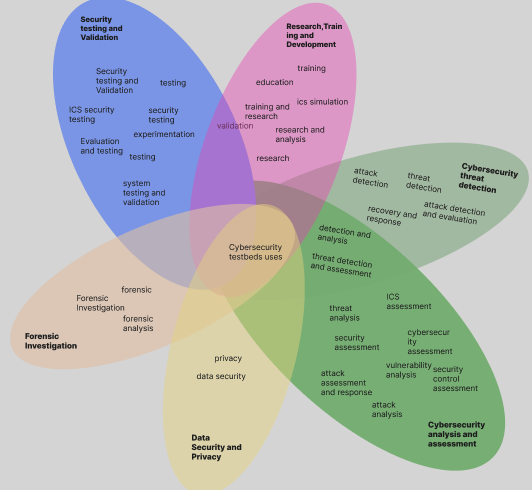 Security
testing and
Validation
Security
testing and
Validation
testing
ICS security
testing
security
testing
experimentation
Evaluation
and testing
testing
system
testing and
validation
Research,Train
ing and
Development
training
education
ics simulation
training and
research
validation
research and
analysis
research
Cybersecurity
threat
detection
attack
detection
threat
detection
recovery and
response
attack detection
and evaluation
detection and
analysis
threat detection
and assessment
Cybersecurity
testbeds uses
forensic
Forensic
Investigation
forensic
analysis
Forensic
Investigation
ICS
assessment
threat
analysis
security
assessment
cybersecur
ity
assessment
vulnerability
analysis
security
control
assessment
attack
assessment
and response
attack
analysis
Cybersecurity
analysis and
assessment
privacy
data security
Data
Security and
Privacy